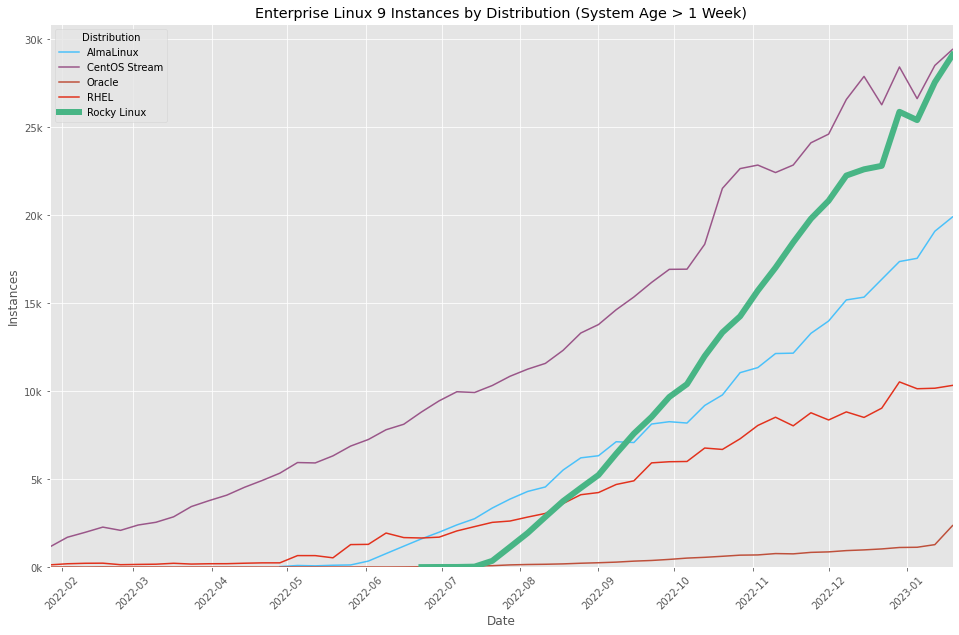 Enterprise Linux 9 Instances by Distribution (System Age > 1 Week)
Distribution
AlmaLinux
CentOS Stream
Oracle
RHEL
Rocky Linux
30k
25k
20k
15k
10k
5k
0k
Instances
2022-02
2022-03
2022-04
2022-05
2022-06
2022-07
2022-08
2022-09
2022-10
2022-11
2022-12
2023-01
Date